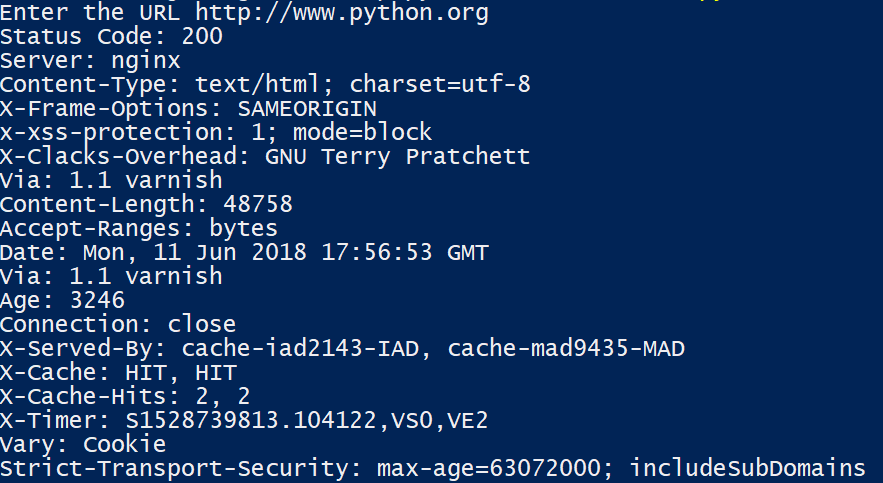 Enter the URL http://www.python.org
Status Code: 200
Server: nginx
Content-Type: text/html; charset=utf-8
X-Frame-Options: SAMEORIGIN
x-xss-protection: 1; mode=block
X-Clacks-Overhead: GNU Terry Pratchett
Via: 1.1 varnish
Content-Length: 48758
Accept-Ranges: bytes
Date: Mon, 11 Jun 2018 17:56:53 GMT
Via: 1.1 varnish
Age: 3246
Connection: close
X-Served-By: cache-iad2143-IAD, cache-mad9435-MAD
X-Cache: HIT, HIT
X-Cache-Hits: 2, 2
X-Timer: S1528739813.104122,VS0,VE2
Vary: Cookie
Strict-Transport-Security: max-age=63072000; includeSubDomains